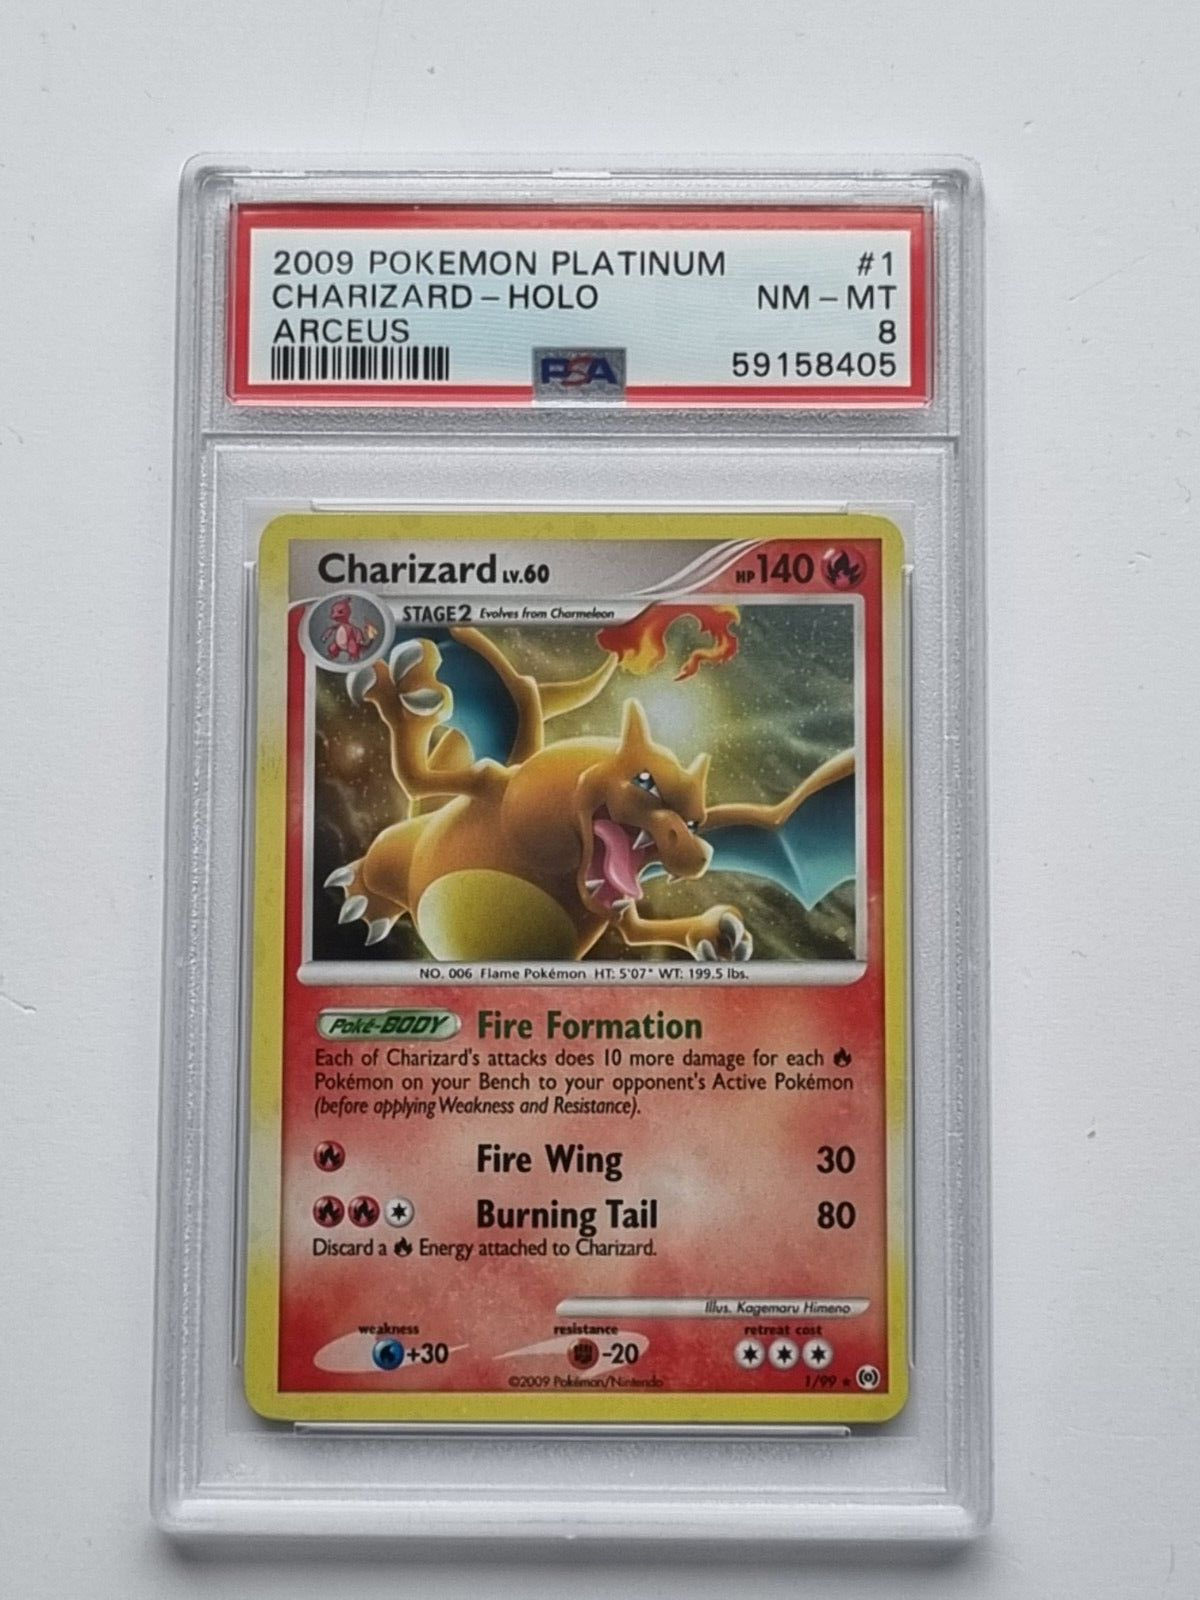 2009 POKEMON PLATINUM #1
CHARIZARD-HOLO NM-MT
ARCEUS 8
PSA 59158405
Charizard LV.60 HP140
STAGE2 Evolves from Charmeleon
NO. 006 Flame Pokémon HT: 5'07" WT: 199.5 lbs.
Poké-BODY Fire Formation
Each of Charizard's attacks does 10 more damage for each
Pokémon on your Bench to your opponent's Active Pokémon
(before applying Weakness and Resistance).
Fire Wing 30
Burning Tail 80
Discard a Energy attached to Charizard.
Illus. Kagemaru Himeno
weakness resistance retreat cost
+30 -20
©2009 Pokémon/Nintendo 1/99 ★